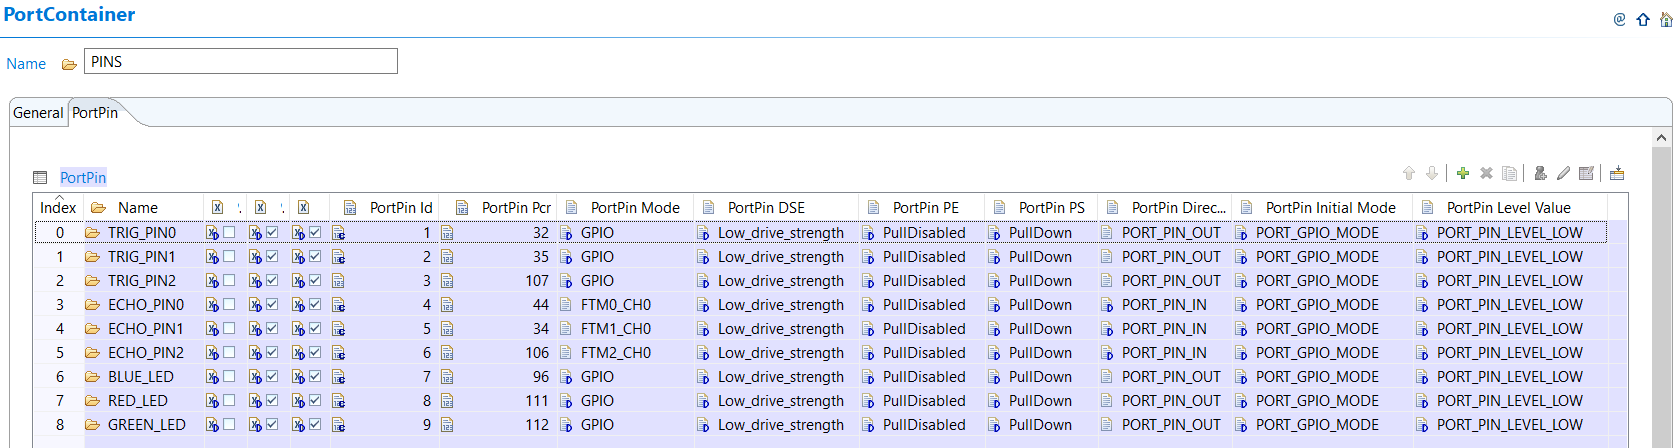 PortContainer
Name PINS
General PortPin
PortPin
Index Name PortPin Id PortPin Pcr PortPin Mode PortPin DSE PortPin PE PortPin PS PortPin Direc... PortPin Initial Mode PortPin Level Value
0 TRIG_PIN0 1 32 GPIO Low_drive_strength PullDisabled PullDown PORT_PIN_OUT PORT_GPIO_MODE PORT_PIN_LEVEL_LOW
1 TRIG_PIN1 2 35 GPIO Low_drive_strength PullDisabled PullDown PORT_PIN_OUT PORT_GPIO_MODE PORT_PIN_LEVEL_LOW
2 TRIG_PIN2 3 107 GPIO Low_drive_strength PullDisabled PullDown PORT_PIN_OUT PORT_GPIO_MODE PORT_PIN_LEVEL_LOW
3 ECHO_PIN0 4 44 FTM0_CH0 Low_drive_strength PullDisabled PullDown PORT_PIN_IN PORT_GPIO_MODE PORT_PIN_LEVEL_LOW
4 ECHO_PIN1 5 34 FTM1_CH0 Low_drive_strength PullDisabled PullDown PORT_PIN_IN PORT_GPIO_MODE PORT_PIN_LEVEL_LOW
5 ECHO_PIN2 6 106 FTM2_CH0 Low_drive_strength PullDisabled PullDown PORT_PIN_IN PORT_GPIO_MODE PORT_PIN_LEVEL_LOW
6 BLUE_LED 7 96 GPIO Low_drive_strength PullDisabled PullDown PORT_PIN_OUT PORT_GPIO_MODE PORT_PIN_LEVEL_LOW
7 RED_LED 8 111 GPIO Low_drive_strength PullDisabled PullDown PORT_PIN_OUT PORT_GPIO_MODE PORT_PIN_LEVEL_LOW
8 GREEN_LED 9 112 GPIO Low_drive_strength PullDisabled PullDown PORT_PIN_OUT PORT_GPIO_MODE PORT_PIN_LEVEL_LOW